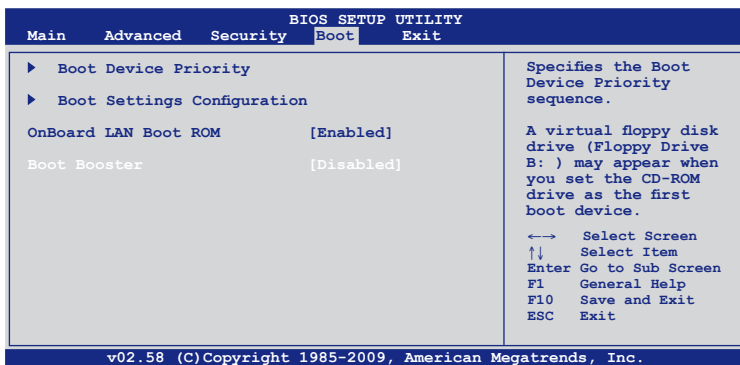 BIOS SETUP UTILITY
Main Advanced Security Boot Exit
Boot Device Priority
Boot Settings Configuration
OnBoard LAN Boot ROM [Enabled]
Boot Booster [Disabled]
Specifies the Boot
Device Priority
sequence.
A virtual floppy disk
drive (Floppy Drive
B: ) may appear when
you set the CD-ROM
drive as the first
boot device.
←→ Select Screen
↑↓ Select Item
Enter Go to Sub Screen
F1 General Help
F10 Save and Exit
ESC Exit
v02.58 (C)Copyright 1985-2009, American Megatrends, Inc.